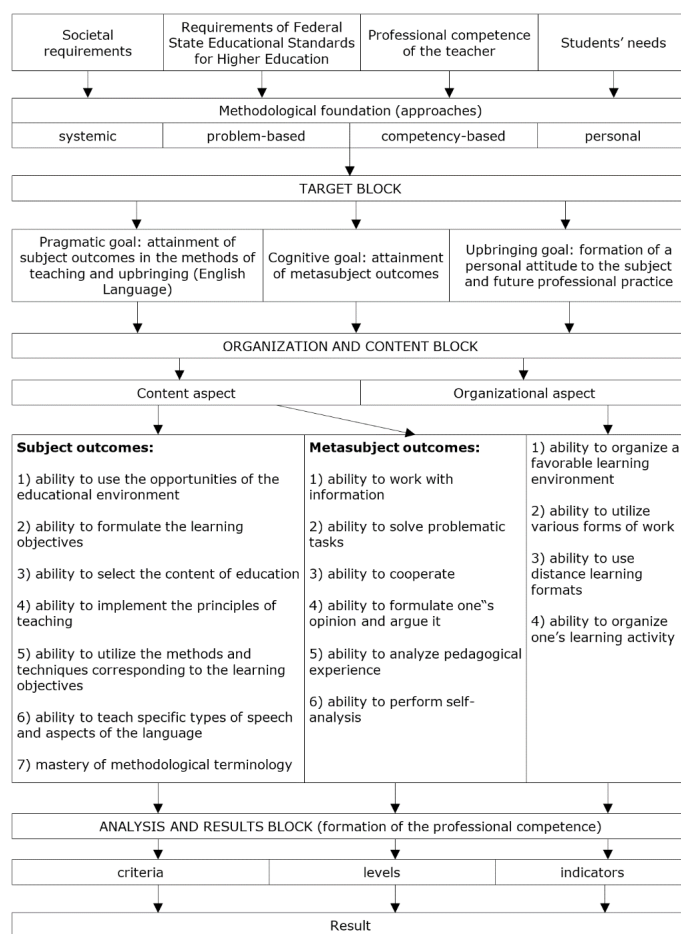 Societal
requirements
Requirements of Federal
State Educational Standards
for Higher Education
Professional competence
of the teacher
Students’ needs
Methodological foundation (approaches)
systemic
problem-based
competency-based
personal
TARGET BLOCK
Pragmatic goal: attainment of
subject outcomes in the methods of
teaching and upbringing (English
Language)
Cognitive goal: attainment
of metasubject outcomes
Upbringing goal: formation of a
personal attitude to the subject
and future professional practice
ORGANIZATION AND CONTENT BLOCK
Content aspect
Organizational aspect
Subject outcomes:
1) ability to use the opportunities of the
educational environment
2) ability to formulate the learning
objectives
3) ability to select the content of education
4) ability to implement the principles of
teaching
5) ability to utilize the methods and
techniques corresponding to the learning
objectives
6) ability to teach specific types of speech
and aspects of the language
7) mastery of methodological terminology
Metasubject outcomes:
1) ability to work with
information
2) ability to solve problematic
tasks
3) ability to cooperate
4) ability to formulate one‟s
opinion and argue it
5) ability to analyze pedagogical
experience
6) ability to perform self-
analysis
1) ability to organize a
favorable learning
environment
2) ability to utilize
various forms of work
3) ability to use
distance learning
formats
4) ability to organize
one’s learning activity
ANALYSIS AND RESULTS BLOCK (formation of the professional competence)
criteria
levels
indicators
Result